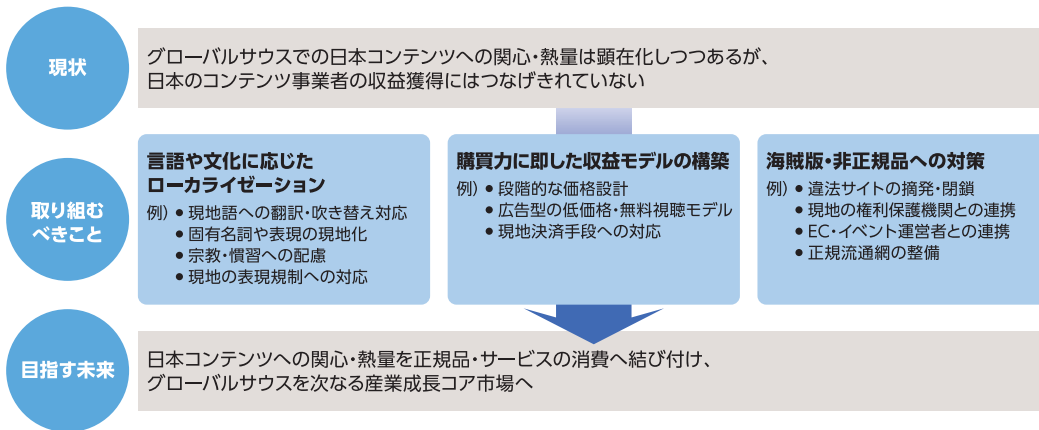 現状
グローバルサウスでの日本コンテンツへの関心・熱量は顕在化しつつあるが、
日本のコンテンツ事業者の収益獲得にはつなげきれていない
取り組む
べきこと
言語や文化に応じた
ローカライゼーション
例）● 現地語への翻訳・吹き替え対応
● 固有名詞や表現の現地化
● 宗教・慣習への配慮
● 現地の表現規制への対応
購買力に即した収益モデルの構築
例）● 段階的な価格設定
● 広告型の低価格・無料視聴モデル
● 現地決済手段への対応
海賊版・非正規品への対策
例）● 違法サイトの摘発・閉鎖
● 現地の権利保護機関との連携
● EC・イベント運営者との連携
● 正規流通網の整備
目指す未来
日本コンテンツへの関心・熱量を正規品・サービスの消費へ結び付け、
グローバルサウスを次なる産業成長コア市場へ